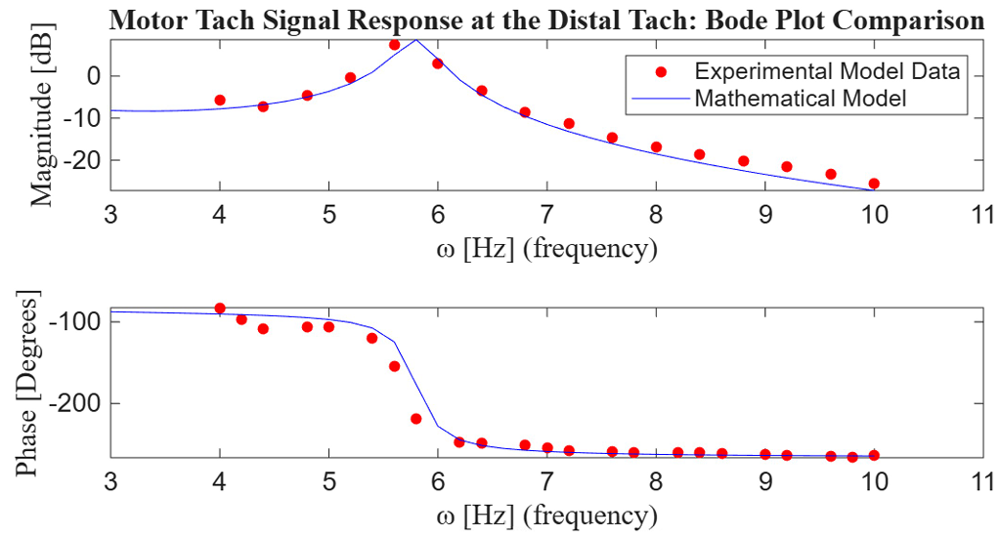 Motor Tach Signal Response at the Distal Tach: Bode Plot Comparison
Magnitude [dB]
0
-10
-20
Experimental Model Data
Mathematical Model
3 4 5 6 7 8 9 10 11
ω [Hz] (frequency)
Phase [Degrees]
-100
-200
3 4 5 6 7 8 9 10 11
ω [Hz] (frequency)